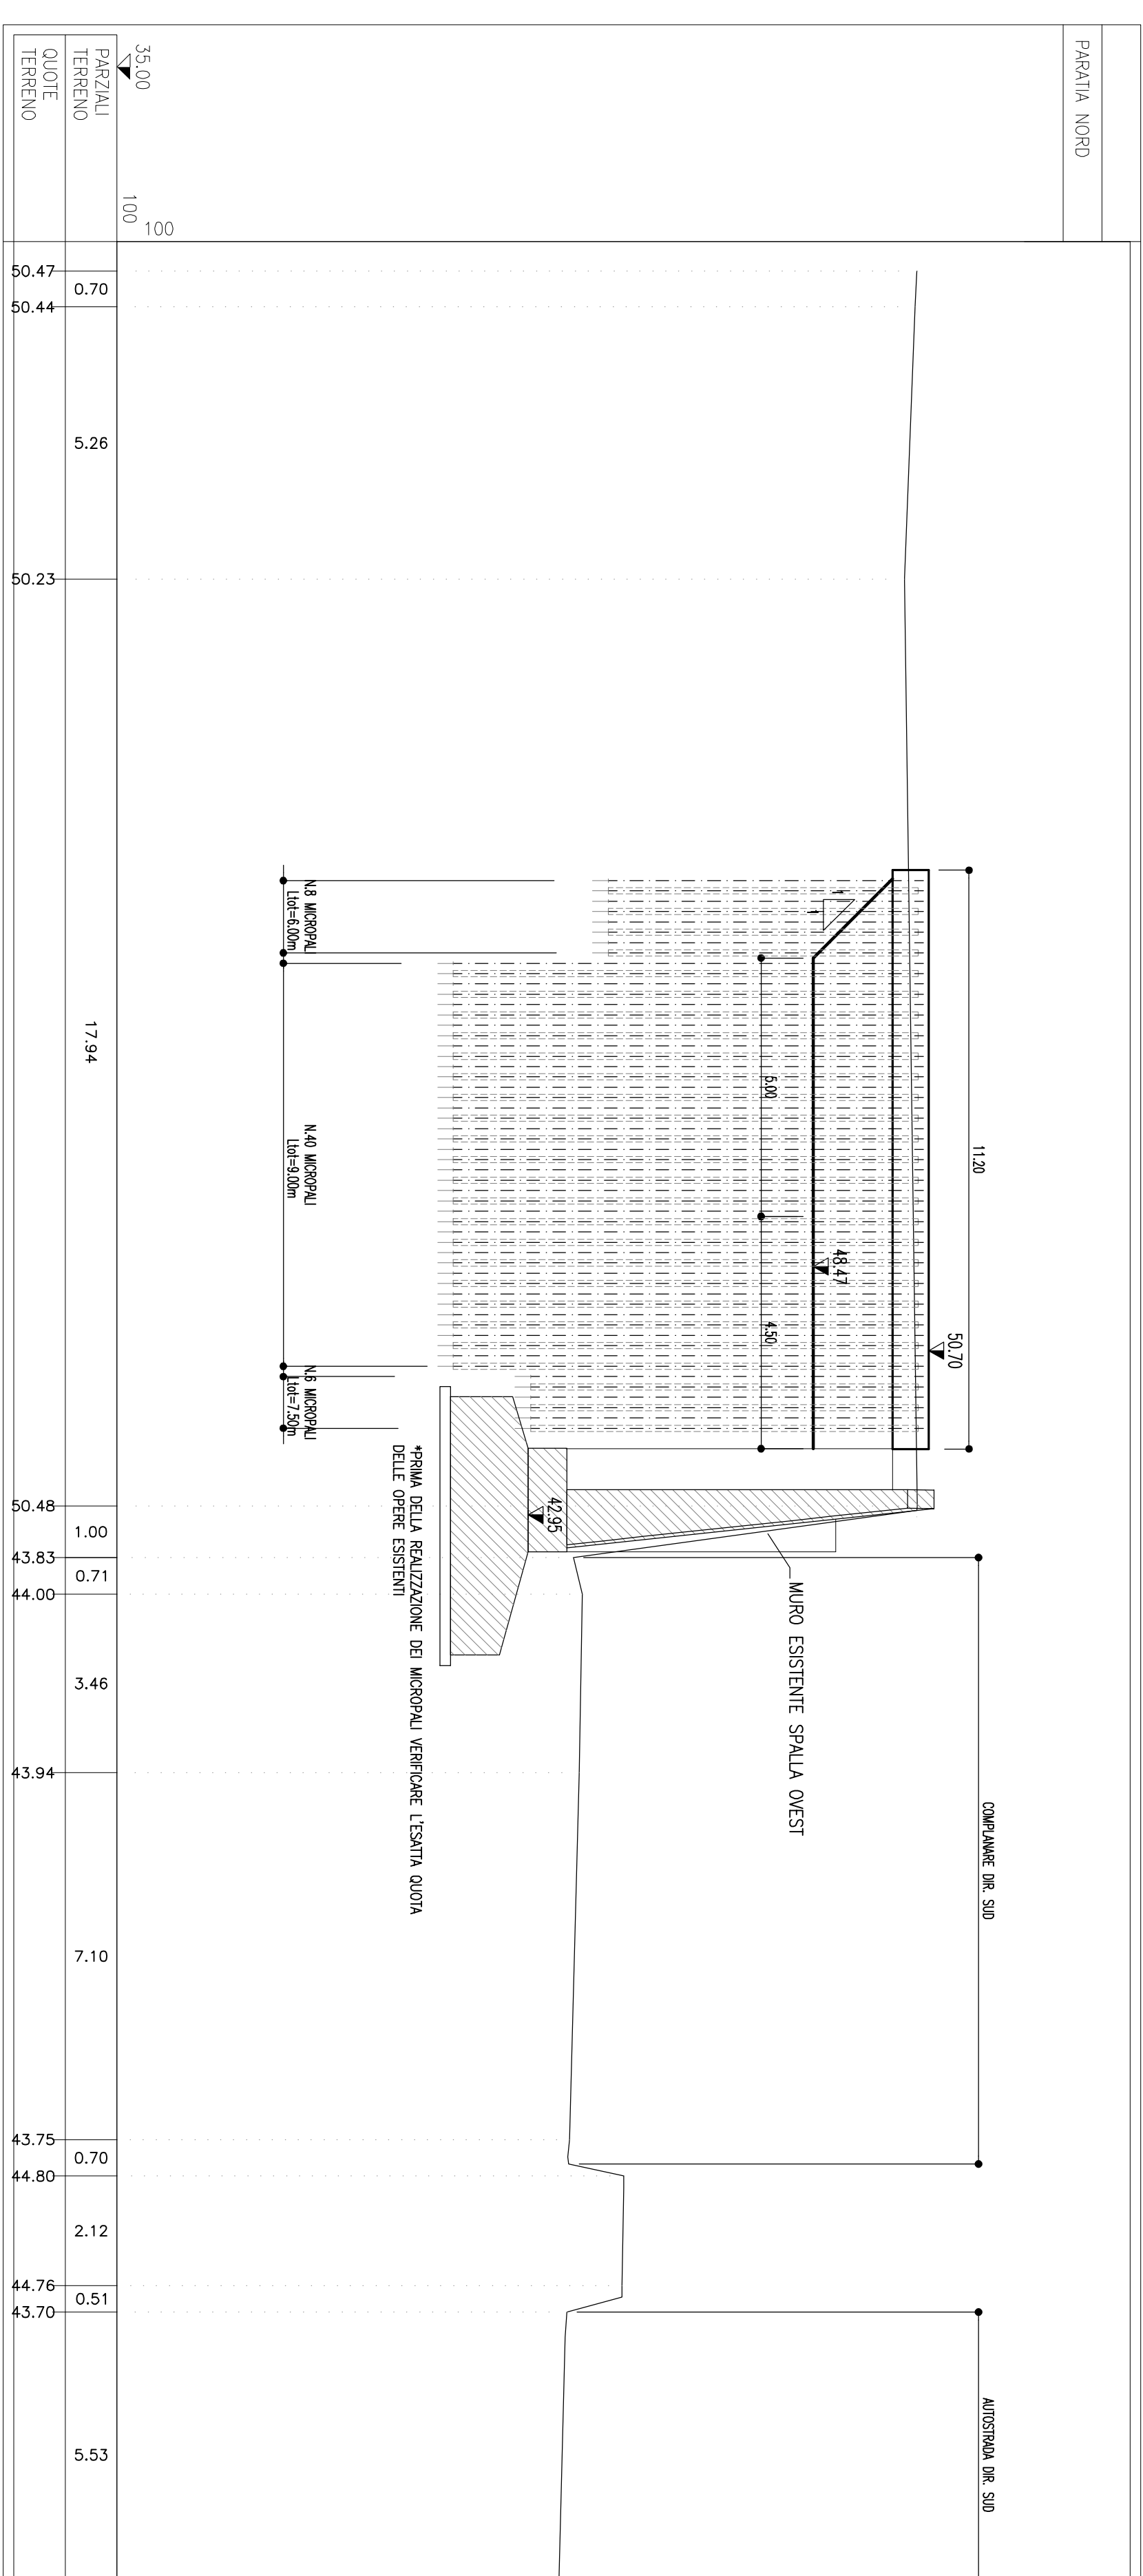 PARATIA NORD
11.20
COMPLANARE DIR. SUD
AUTOSTRADA DIR. SUD
50.70
48.47
1
1
5.00
4.50
MURO ESISTENTE SPALLA OVEST
42.95
*PRIMA DELLA REALIZZAZIONE DEI MICROPALI VERIFICARE L'ESATTA QUOTA
DELLE OPERE ESISTENTI
N.8 MICROPALI
Ltot=6.00m
N.40 MICROPALI
Ltot=9.00m
N.6 MICROPALI
Ltot=7.50m
35.00
100
100
PARZIALI
TERRENO
0.70
5.26
17.94
1.00
0.71
3.46
7.10
0.70
2.12
0.51
5.53
QUOTE
TERRENO
50.47
50.44
50.23
50.48
43.83
44.00
43.94
43.75
44.80
44.76
43.70